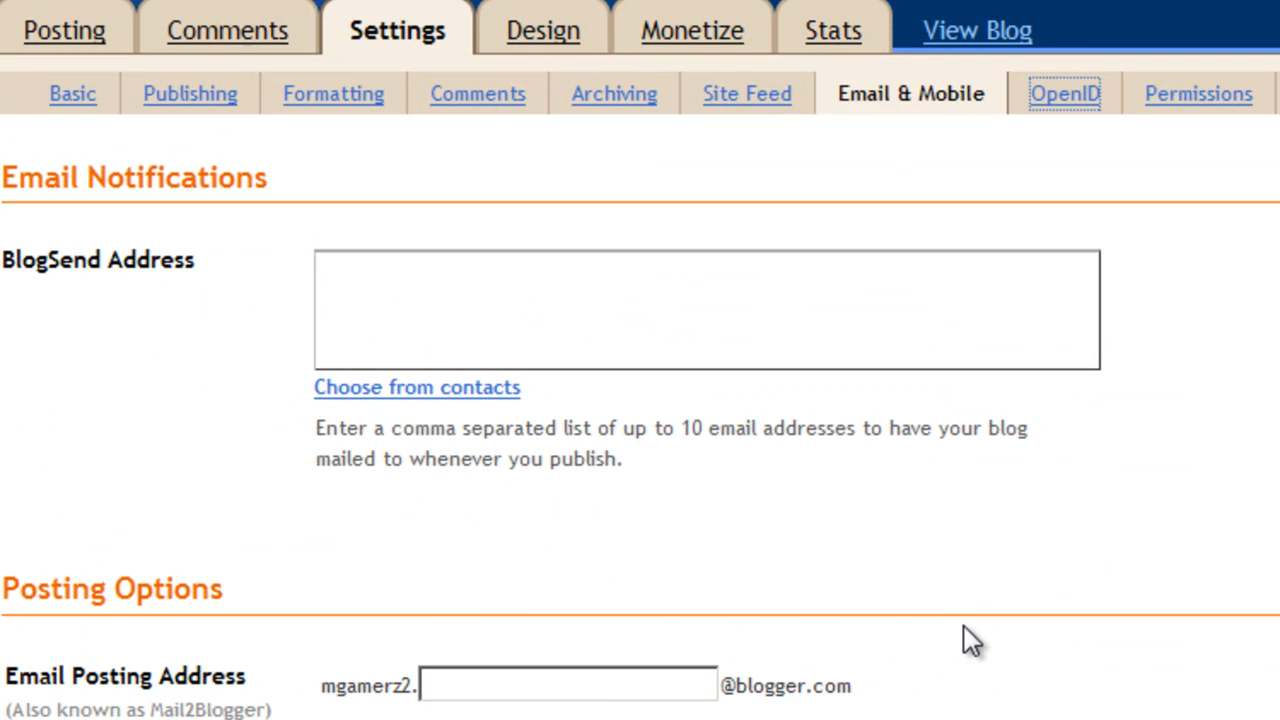 Posting Comments Settings Design Monetize Stats View Blog
Basic Publishing Formatting Comments Archiving Site Feed Email & Mobile OpenID Permissions
Email Notifications
BlogSend Address
Choose from contacts
Enter a comma separated list of up to 10 email addresses to have your blog
mailed to whenever you publish.
Posting Options
Email Posting Address
mgamerz2. @blogger.com
(Also known as Mail2Blogger)